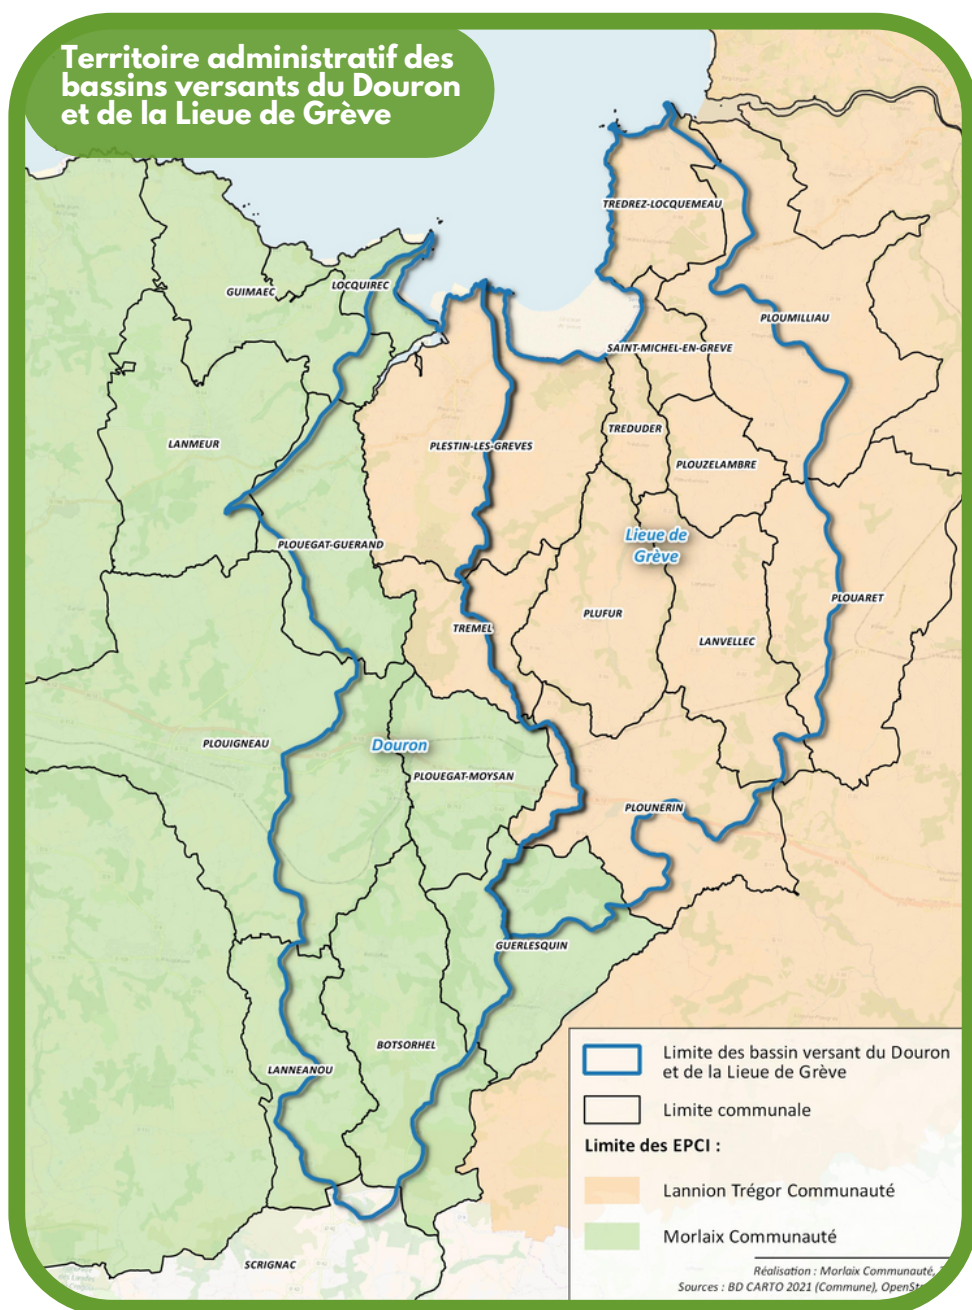 Territoire administratif des
bassins versants du Douron
et de la Lieue de Grève
TREDREZ-LOCQUEMEAU
GUIMAEC
LOCQUIREC
PLOUMILLIAU
SAINT-MICHEL-EN-GREVE
LANMEUR
PLESTIN-LES-GREVES
TREDUDER
PLOUZELAMBRE
Lieue de
Grève
PLOUEGAT-GUERAND
PLOUARET
PLUFUR
TREMEL
LANVELLEC
PLOUIGNEAU
Douron
PLOUEGAT-MOYSAN
PLOUNERIN
GUERLESQUIN
BOTSORHEL
LANNEANOU
SCRIGNAC
Limite des bassin versant du Douron
et de la Lieue de Grève
Limite communale
Limite des EPCI :
Lannion Trégor Communauté
Morlaix Communauté
Réalisation : Morlaix Communauté,
Sources : BD CARTO 2021 (Commune),